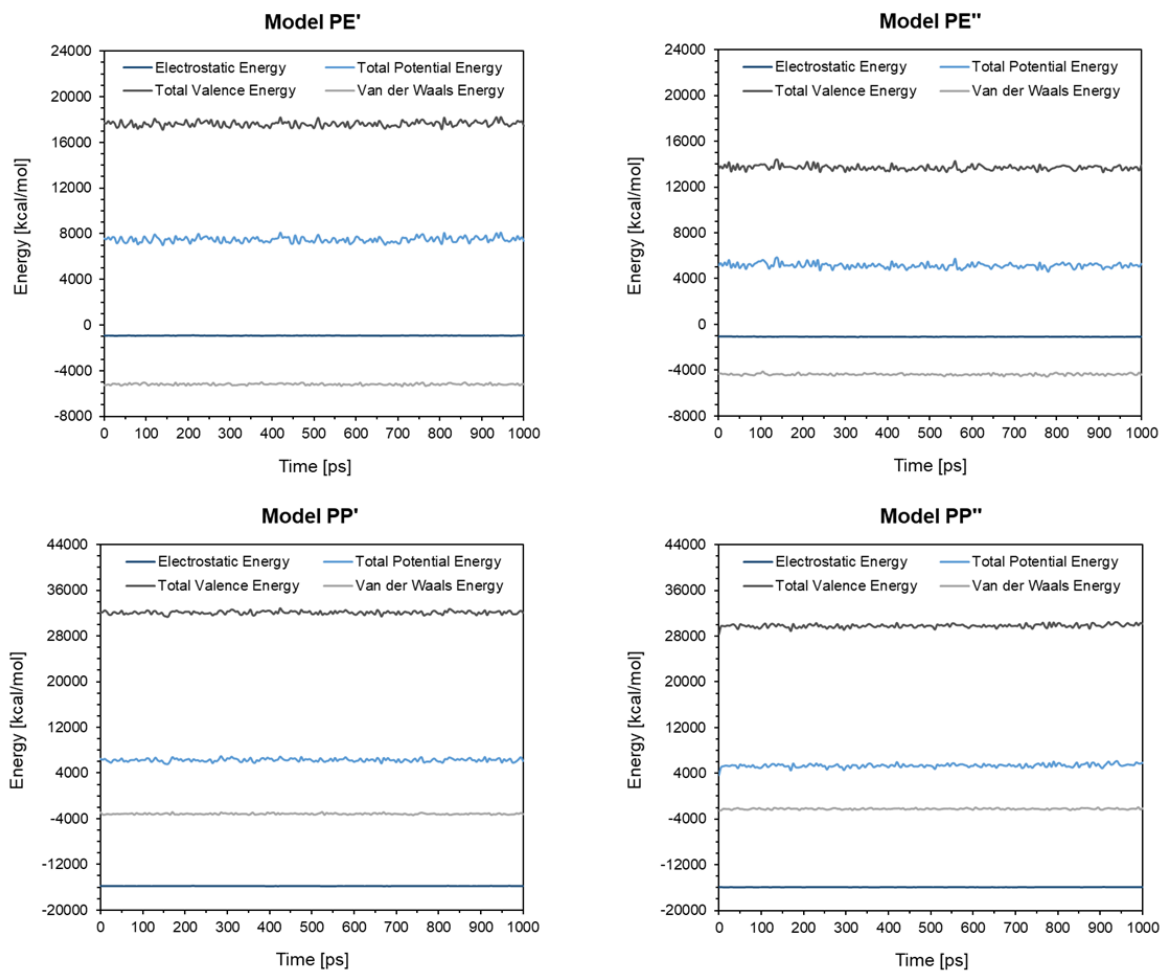 Model PE'
24000
20000
16000
12000
8000
4000
0
-4000
-8000
Energy [kcal/mol]
Electrostatic Energy
Total Potential Energy
Total Valence Energy
Van der Waals Energy
0 100 200 300 400 500 600 700 800 900 1000
Time [ps]
Model PE"
24000
20000
16000
12000
8000
4000
0
-4000
-8000
Energy [kcal/mol]
Electrostatic Energy
Total Potential Energy
Total Valence Energy
Van der Waals Energy
0 100 200 300 400 500 600 700 800 900 1000
Time [ps]
Model PP'
44000
36000
28000
20000
12000
4000
-4000
-12000
-20000
Energy [kcal/mol]
Electrostatic Energy
Total Potential Energy
Total Valence Energy
Van der Waals Energy
0 100 200 300 400 500 600 700 800 900 1000
Time [ps]
Model PP"
44000
36000
28000
20000
12000
4000
-4000
-12000
-20000
Energy [kcal/mol]
Electrostatic Energy
Total Potential Energy
Total Valence Energy
Van der Waals Energy
0 100 200 300 400 500 600 700 800 900 1000
Time [ps]